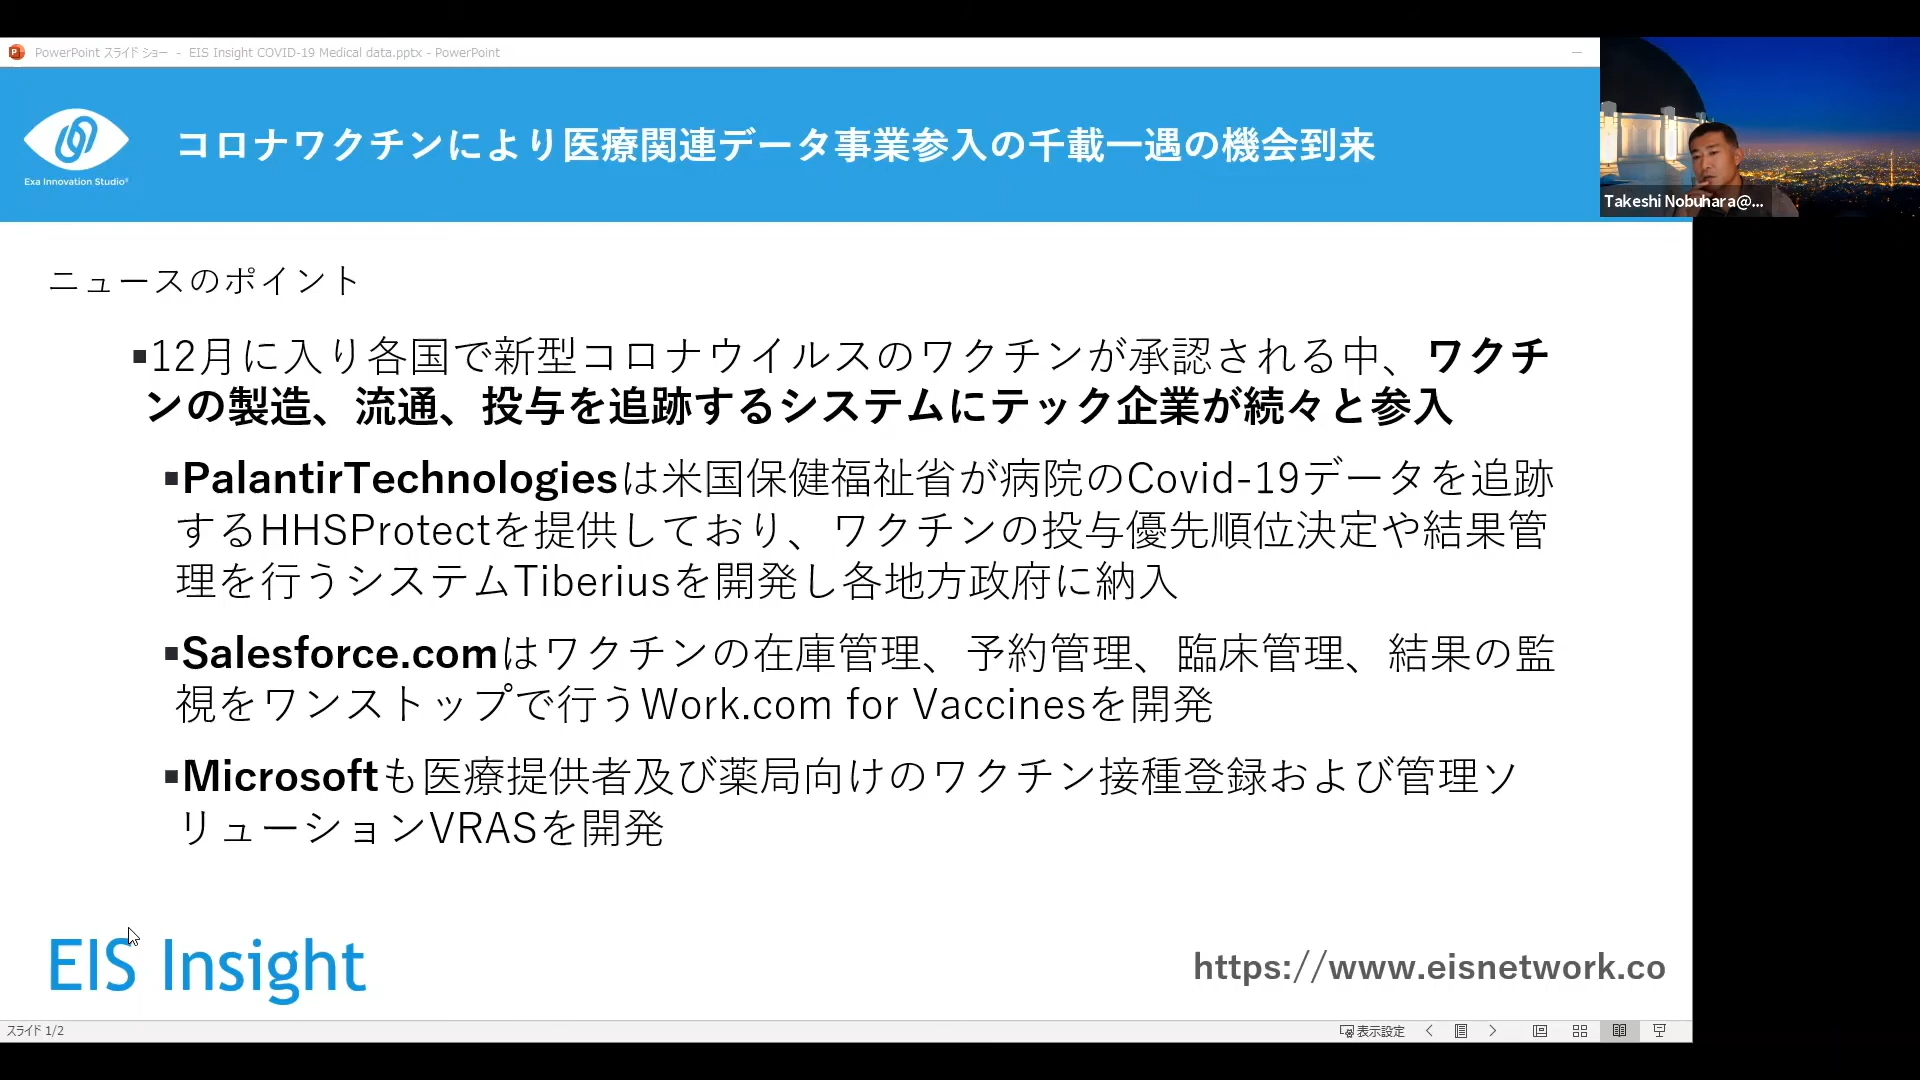 PowerPoint スライド ショー - EIS Insight COVID-19 Medical data.pptx - PowerPoint
Exa Innovation Studio®
コロナワクチンにより医療関連データ事業参入の千載一遇の機会到来
Takeshi Nobuhara@...
ニュースのポイント
▪12月に入り各国で新型コロナウイルスのワクチンが承認される中、ワクチ
ンの製造、流通、投与を追跡するシステムにテック企業が続々と参入
▪PalantirTechnologiesは米国保健福祉省が病院のCovid-19データを追跡
するHHSProtectを提供しており、ワクチンの投与優先順位決定や結果管
理を行うシステムTiberiusを開発し各地方政府に納入
▪Salesforce.comはワクチンの在庫管理、予約管理、臨床管理、結果の監
視をワンストップで行うWork.com for Vaccinesを開発
▪Microsoftも医療提供者及び薬局向けのワクチン接種登録および管理ソ
リューションVRASを開発
EIS Insight
https://www.eisnetwork.co
スライド 1/2
表示設定